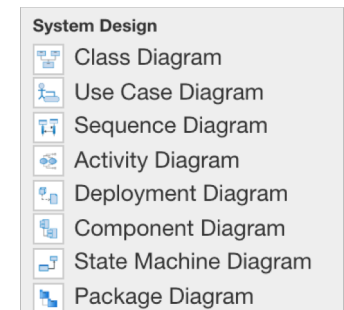 System Design
Class Diagram
Use Case Diagram
Sequence Diagram
Activity Diagram
Deployment Diagram
Component Diagram
State Machine Diagram
Package Diagram